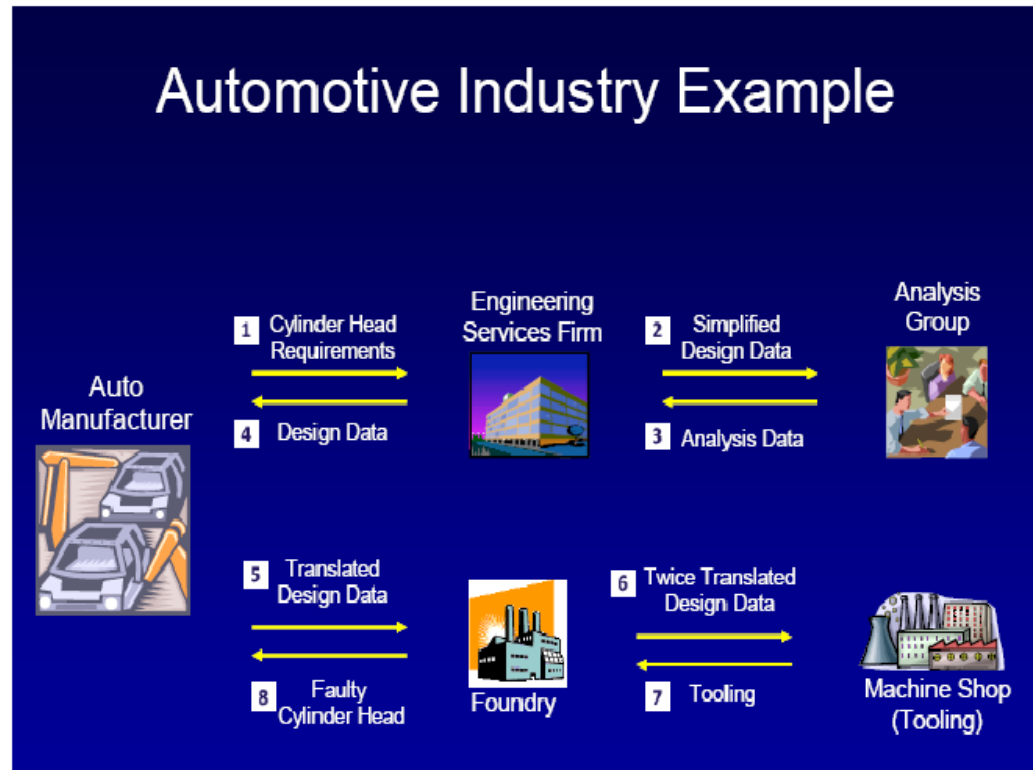 Automotive Industry Example
Auto
Manufacturer
1 Cylinder Head
Requirements
4 Design Data
Engineering
Services Firm
2 Simplified
Design Data
3 Analysis Data
Analysis
Group
5 Translated
Design Data
8 Faulty
Cylinder Head
Foundry
6 Twice Translated
Design Data
7 Tooling
Machine Shop
(Tooling)